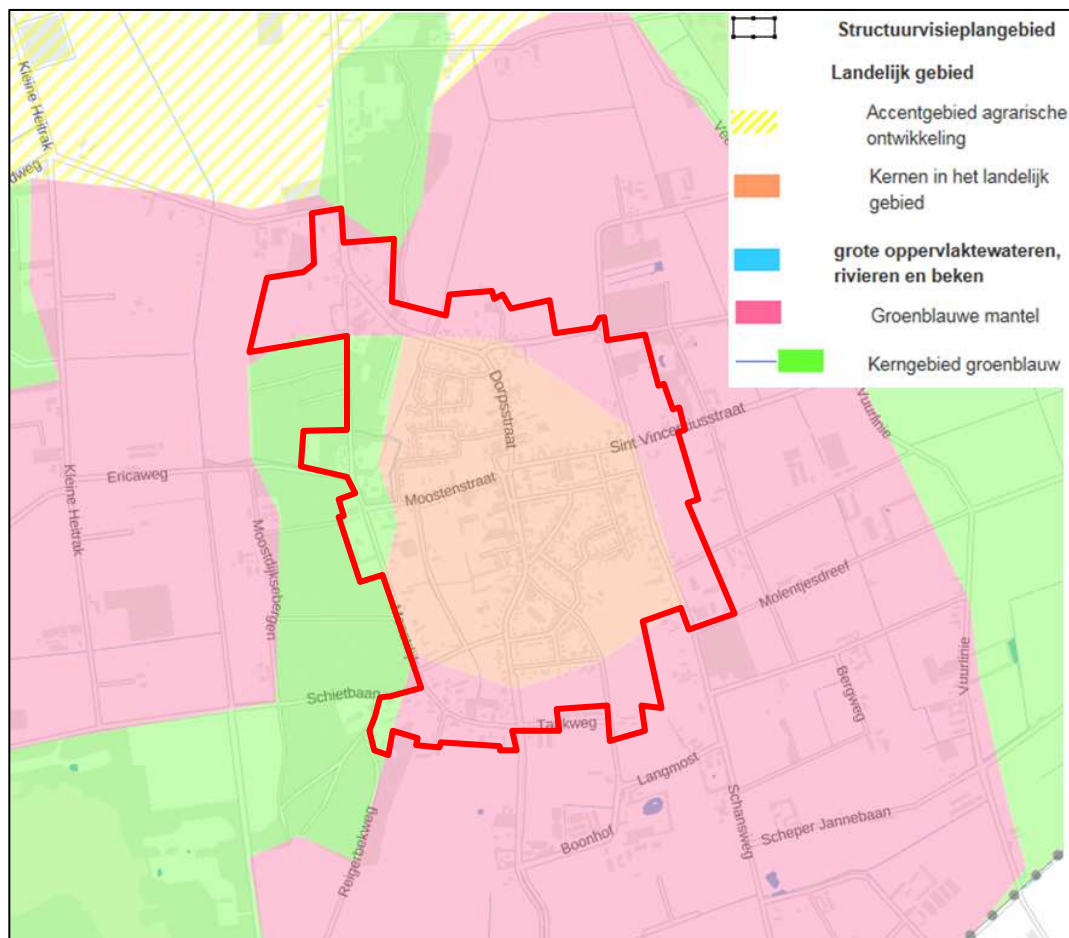 Structuurvisieplangebied
Landelijk gebied
Accentgebied agrarische
ontwikkeling
Kernen in het landelijk
gebied
grote oppervlaktewateren,
rivieren en beken
Groenblauwe mantel
Kerngebied groenblauw
Kleine Heitrak
Dorpsstraat
Sint Vincentiusstraat
Vuurlinie
Ericaweg
Moostenstraat
Kleine Heitrak
Moostdijksebergen
Molentjesdreef
Schietbaan
Bergweg
Vuurlinie
Taakweg
Langmost
Schansweg
Scheper Jannebaan
Boonhof
Reigerbekweg